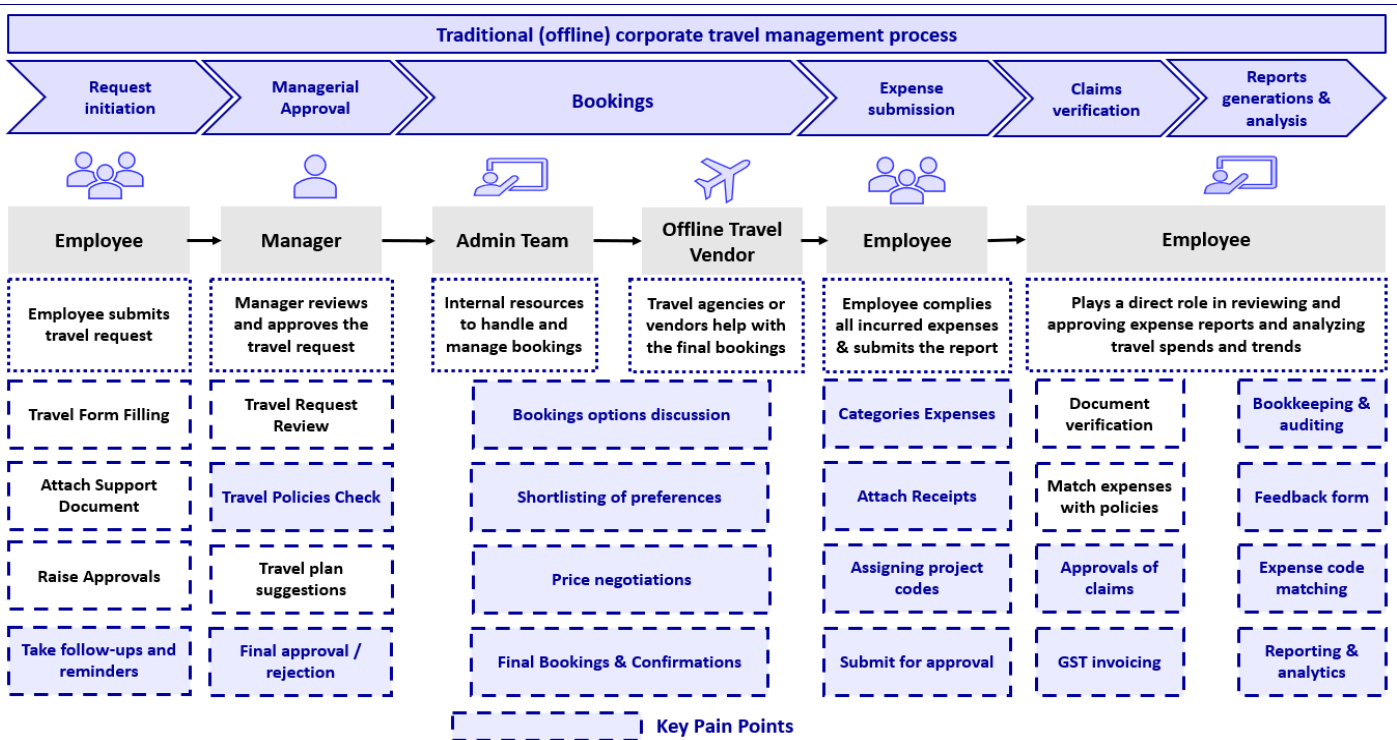 Traditional (offline) corporate travel management process
Request
initiation
Managerial
Approval
Bookings
Expense
submission
Claims
verification
Reports
generations &
analysis
Employee
Manager
Admin Team
Offline Travel
Vendor
Employee
Employee
Employee submits
travel request
Manager reviews
and approves the
travel request
Internal resources
to handle and
manage bookings
Travel agencies or
vendors help with
the final bookings
Employee complies
all incurred expenses
& submits the report
Plays a direct role in reviewing and
approving expense reports and analyzing
travel spends and trends
Travel Form Filling
Travel Request
Review
Bookings options discussion
Categories Expenses
Document
verification
Bookkeeping &
auditing
Attach Support
Document
Travel Policies Check
Shortlisting of preferences
Attach Receipts
Match expenses
with policies
Feedback form
Raise Approvals
Travel plan
suggestions
Price negotiations
Assigning project
codes
Approvals of
claims
Expense code
matching
Take follow-ups and
reminders
Final approval /
rejection
Final Bookings & Confirmations
Submit for approval
GST invoicing
Reporting &
analytics
Key Pain Points